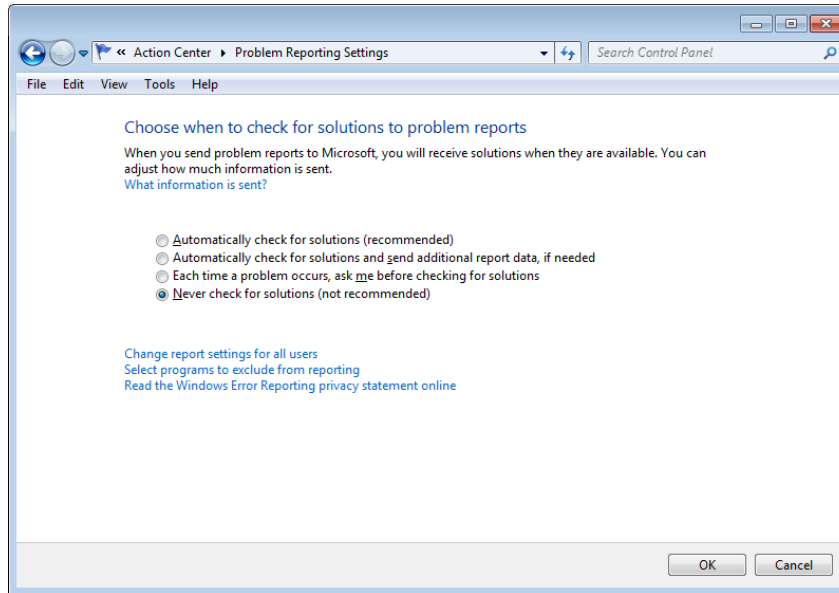 « Action Center ▸ Problem Reporting Settings
Search Control Panel
File Edit View Tools Help
Choose when to check for solutions to problem reports
When you send problem reports to Microsoft, you will receive solutions when they are available. You can
adjust how much information is sent.
What information is sent?
Automatically check for solutions (recommended)
Automatically check for solutions and send additional report data, if needed
Each time a problem occurs, ask me before checking for solutions
Never check for solutions (not recommended)
Change report settings for all users
Select programs to exclude from reporting
Read the Windows Error Reporting privacy statement online
OK Cancel